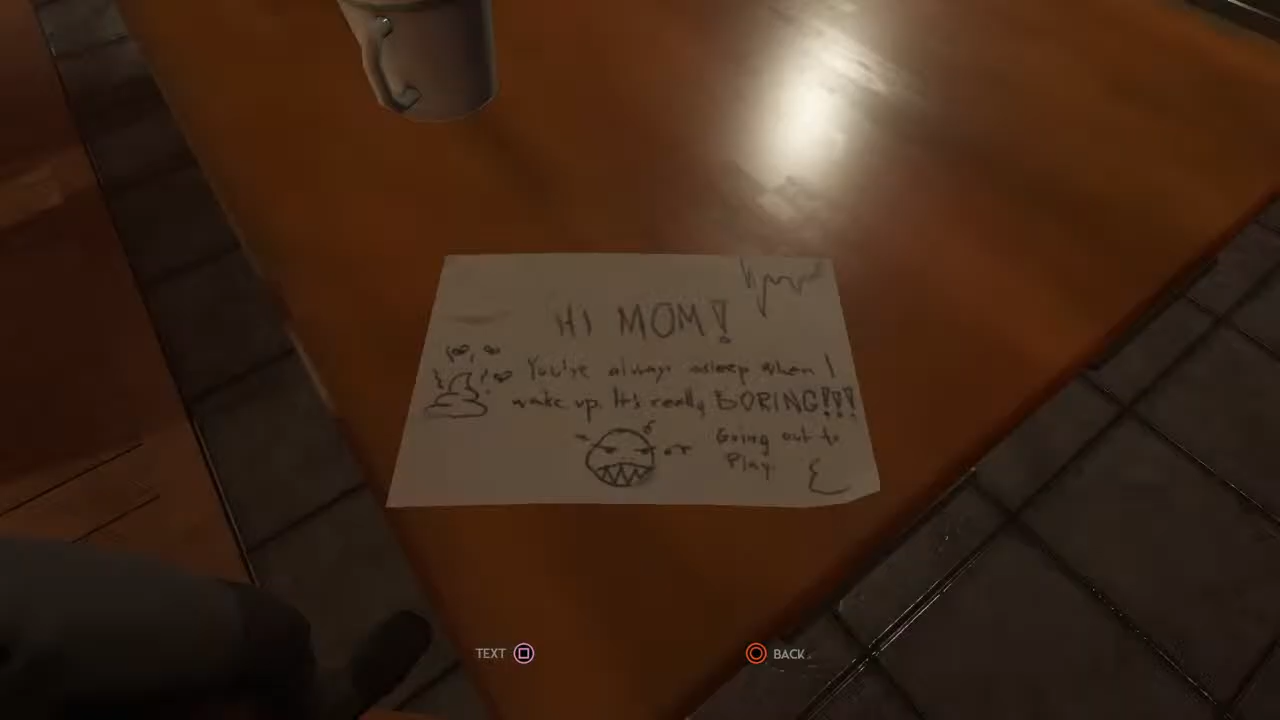 HI MOM!
You're always asleep when I
wake up. It's really BORING!!!
Going out to
Play
TEXT
BACK